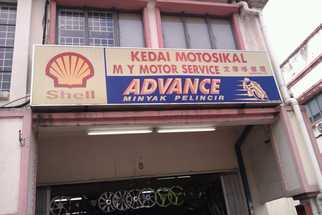 KEDAI MOTOSIKAL
M Y MOTOR SERVICE
Shell
ADVANCE
MINYAK PELINCIR